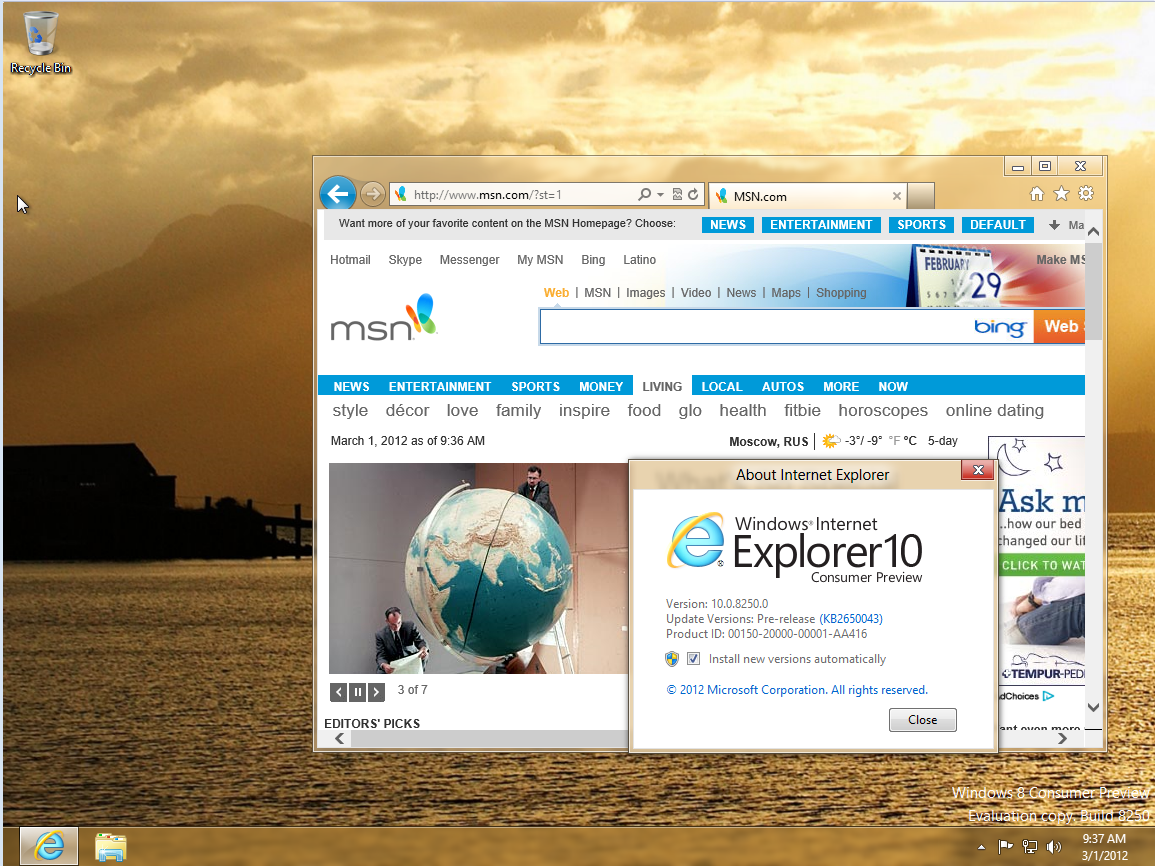 Recycle Bin
http://www.msn.com/?st=1
MSN.com
Want more of your favorite content on the MSN Homepage? Choose: NEWS ENTERTAINMENT SPORTS DEFAULT Ma
Hotmail Skype Messenger My MSN Bing Latino
FEBRUARY
29
Make MS
Web | MSN | Images | Video | News | Maps | Shopping
msn
bing Web
NEWS ENTERTAINMENT SPORTS MONEY LIVING LOCAL AUTOS MORE NOW
style décor love family inspire food glo health fitbie horoscopes online dating
March 1, 2012 as of 9:36 AM
Moscow, RUS -3°/ -9° °F °C 5-day
3 of 7
EDITORS' PICKS
About Internet Explorer
Windows® Internet
Explorer10
Consumer Preview
Version: 10.0.8250.0
Update Versions: Pre-release (KB2650043)
Product ID: 00150-20000-00001-AA416
Install new versions automatically
© 2012 Microsoft Corporation. All rights reserved.
Close
Ask m
..how our bed
changed our li
CLICK TO WAT
TEMPUR-PEDI
dChoices
ant even more
Windows 8 Consumer Preview
Evaluation copy. Build 8250
9:37 AM
3/1/2012